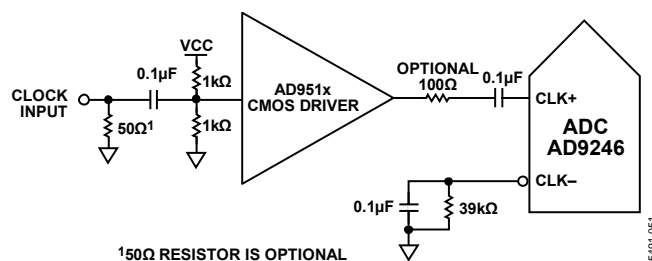 VCC
0.1µF
1kΩ
CLOCK
INPUT
50Ω¹
1kΩ
AD951x
CMOS DRIVER
OPTIONAL
100Ω
0.1µF
CLK+
ADC
AD9246
CLK–
0.1µF
39kΩ
¹50Ω RESISTOR IS OPTIONAL